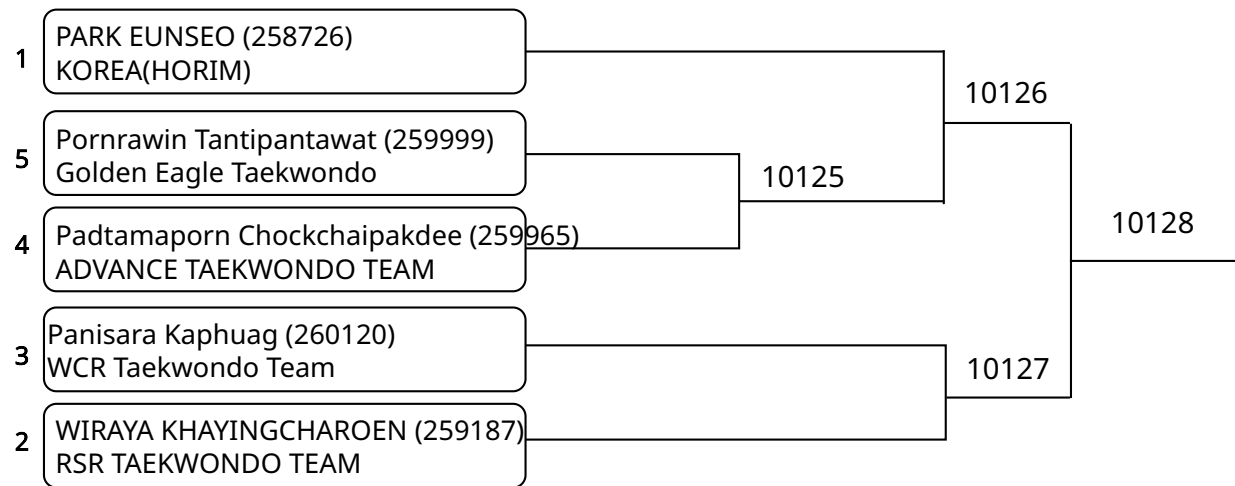 1
PARK EUNSEO (258726)
KOREA(HORIM)
10126
5
Pornrawin Tantipantawat (259999)
Golden Eagle Taekwondo
10125
4
Padtamaporn Chockchaipakdee (259965)
ADVANCE TAEKWONDO TEAM
10128
3
Panisara Kaphuag (260120)
WCR Taekwondo Team
10127
2
WIRAYA KHAYINGCHAROEN (259187)
RSR TAEKWONDO TEAM